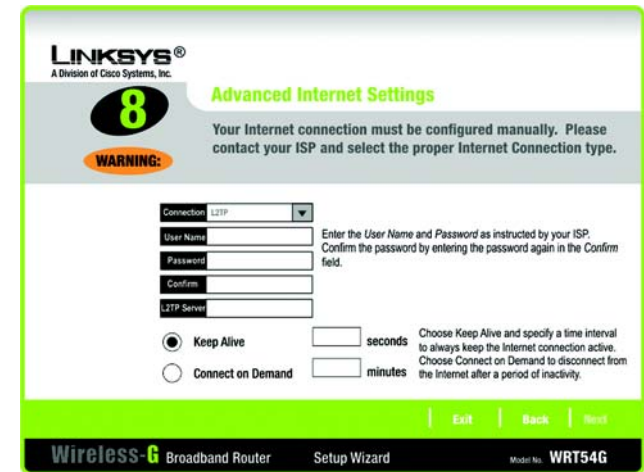 LINKSYS®
A Division of Cisco Systems, Inc.
8
WARNING:
Advanced Internet Settings
Your Internet connection must be configured manually. Please
contact your ISP and select the proper Internet Connection type.
Connection L2TP
User Name
Password
Confirm
L2TP Server
Enter the User Name and Password as instructed by your ISP.
Confirm the password by entering the password again in the Confirm
field.
Keep Alive seconds
Connect on Demand minutes
Choose Keep Alive and specify a time interval
to always keep the Internet connection active.
Choose Connect on Demand to disconnect from
the Internet after a period of inactivity.
Exit Back Next
Wireless-G Broadband Router Setup Wizard Model No. WRT54G